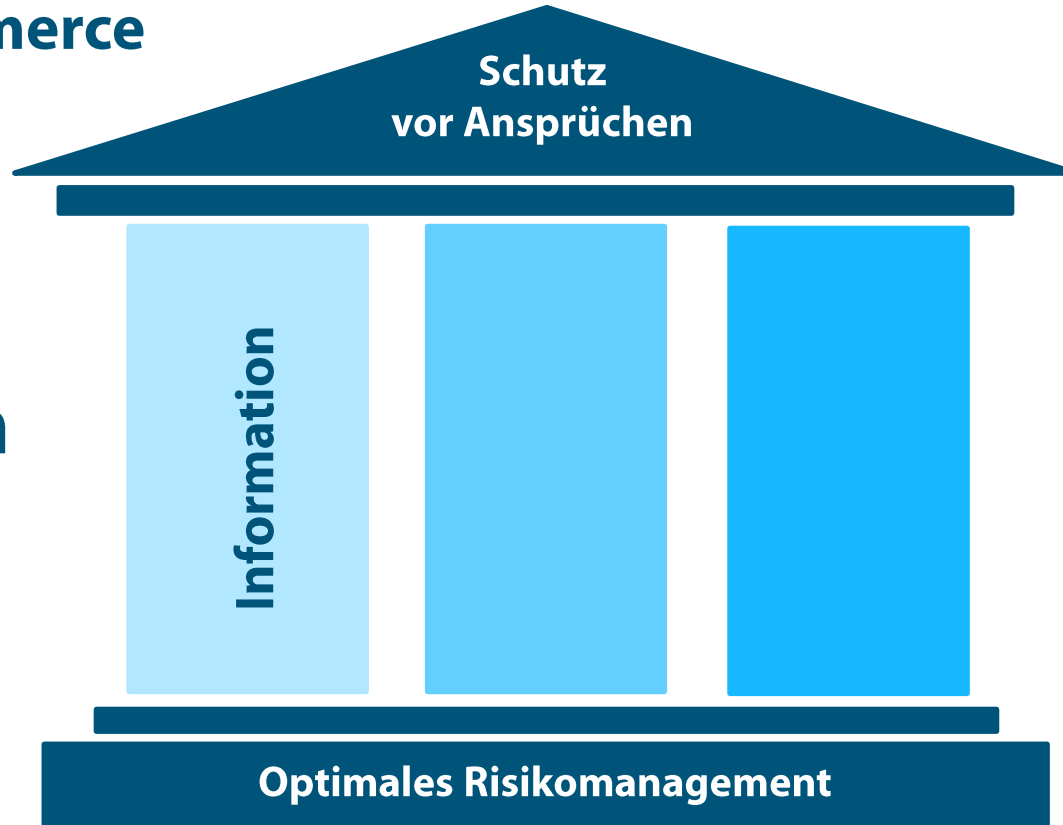 merce
Schutz
vor Ansprüchen
Information
n
Optimales Risikomanagement